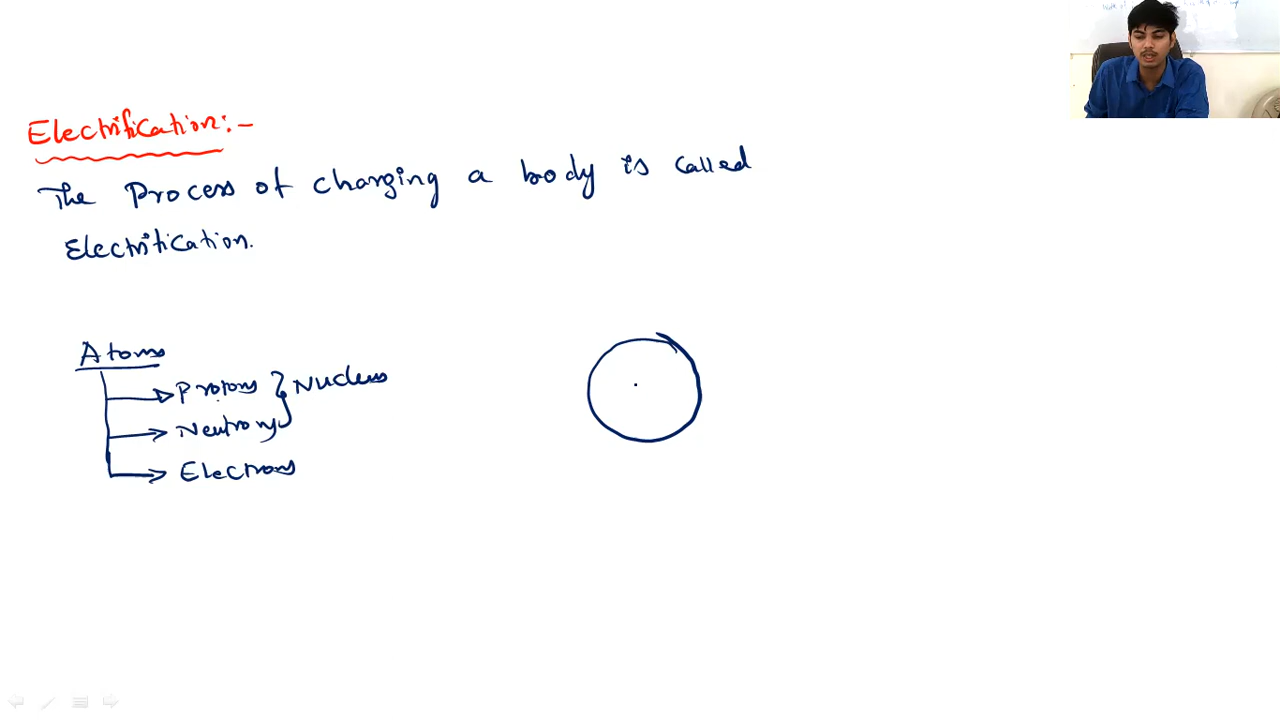 Electrification:-
The Process of charging a body is called
Electrification.
Atoms
Protons } Nucleus
Neutrons
Electrons